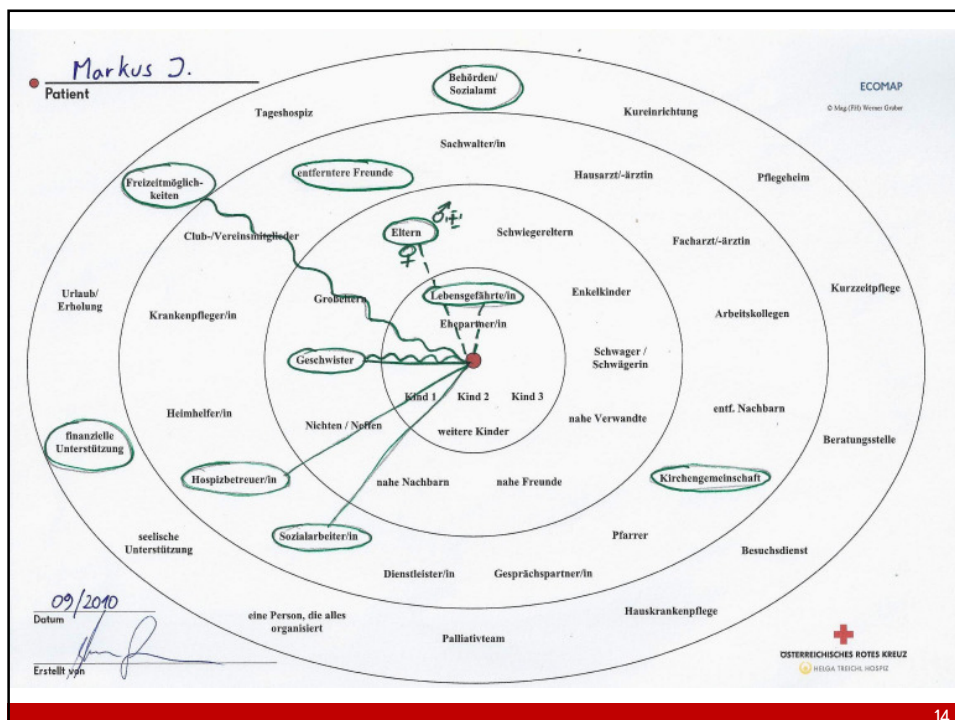 Markus J.
Patient
Behörden/
Sozialamt
ECOMAP
© Mag.(FH) Werner Gruber
Tageshospiz
Kureinrichtung
Sachwalter/in
entferntere Freunde
Hausarzt/-ärztin
Pflegeheim
Freizeitmöglich-
keiten
Club-/Vereinsmitglieder
Eltern
Schwiegereltern
Facharzt/-ärztin
Urlaub/
Erholung
Großeltern
Lebensgefährte/in
Enkelkinder
Kurzzeitpflege
Krankenpfleger/in
Ehepartner/in
Arbeitskollegen
Geschwister
Schwager /
Schwägerin
Kind 1
Kind 2
Kind 3
Heimhelfer/in
Nichten / Neffen
weitere Kinder
nahe Verwandte
entf. Nachbarn
finanzielle
Unterstützung
Beratungsstelle
Hospizbetreuer/in
nahe Nachbarn
nahe Freunde
Kirchengemeinschaft
seelische
Unterstützung
Sozialarbeiter/in
Pfarrer
Besuchsdienst
Dienstleister/in
Gesprächspartner/in
09/2010
Datum
eine Person, die alles
organisiert
Palliativteam
Hauskrankenpflege
Erstellt von
ÖSTERREICHISCHES ROTES KREUZ
HELGA TREICHL HOSPIZ
14